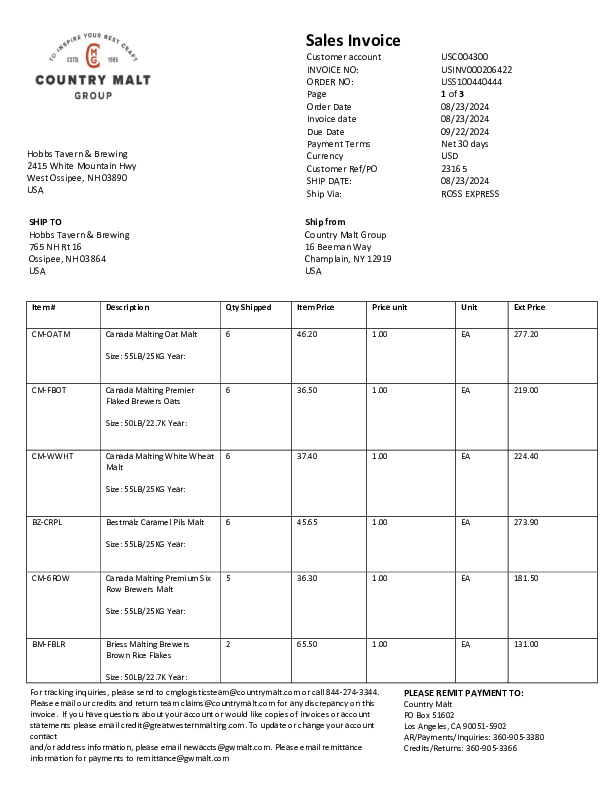 TO INSPIRE YOUR BEST CRAFT
ESTD. CMG 1995
COUNTRY MALT
GROUP
Sales Invoice
Customer account USC004300
INVOICE NO: USINV000206422
ORDER NO: USS100440444
Page 1 of 3
Order Date 08/23/2024
Invoice date 08/23/2024
Due Date 09/22/2024
Payment Terms Net 30 days
Currency USD
Customer Ref/PO 23165
SHIP DATE: 08/23/2024
Ship Via: ROSS EXPRESS
Hobbs Tavern & Brewing
2415 White Mountain Hwy
West Ossipee, NH 03890
USA
SHIP TO
Hobbs Tavern & Brewing
765 NH Rt 16
Ossipee, NH 03864
USA
Ship from
Country Malt Group
16 Beeman Way
Champlain, NY 12919
USA
Item # Description Qty Shipped Item Price Price unit Unit Ext Price
CM-OATM Canada Malting Oat Malt 6 46.20 1.00 EA 277.20
Size: 55LB/25KG Year:
CM-FBOT Canada Malting Premier 6 36.50 1.00 EA 219.00
Flaked Brewers Oats
Size: 50LB/22.7K Year:
CM-WWHT Canada Malting White Wheat 6 37.40 1.00 EA 224.40
Malt
Size: 55LB/25KG Year:
BZ-CRPL Bestmalz Caramel Pils Malt 6 45.65 1.00 EA 273.90
Size: 55LB/25KG Year:
CM-6ROW Canada Malting Premium Six 5 36.30 1.00 EA 181.50
Row Brewers Malt
Size: 55LB/25KG Year:
BM-FBLR Briess Malting Brewers 2 65.50 1.00 EA 131.00
Brown Rice Flakes
Size: 50LB/22.7K Year:
For tracking inquiries, please send to cmglogisticsteam@countrymalt.com or call 844-274-3344.
Please email our credits and return team claims@countrymalt.com for any discrepancy on this
invoice. If you have questions about your account or would like copies of invoices or account
statements please email credit@greatwesternmalting.com. To update or change your account
contact
and/or address information, please email newaccts@gwmalt.com. Please email remittance
information for payments to remittance@gwmalt.com
PLEASE REMIT PAYMENT TO:
Country Malt
PO Box 51602
Los Angeles, CA 90051-5902
AR/Payments/Inquiries: 360-905-3380
Credits/Returns: 360-905-3366